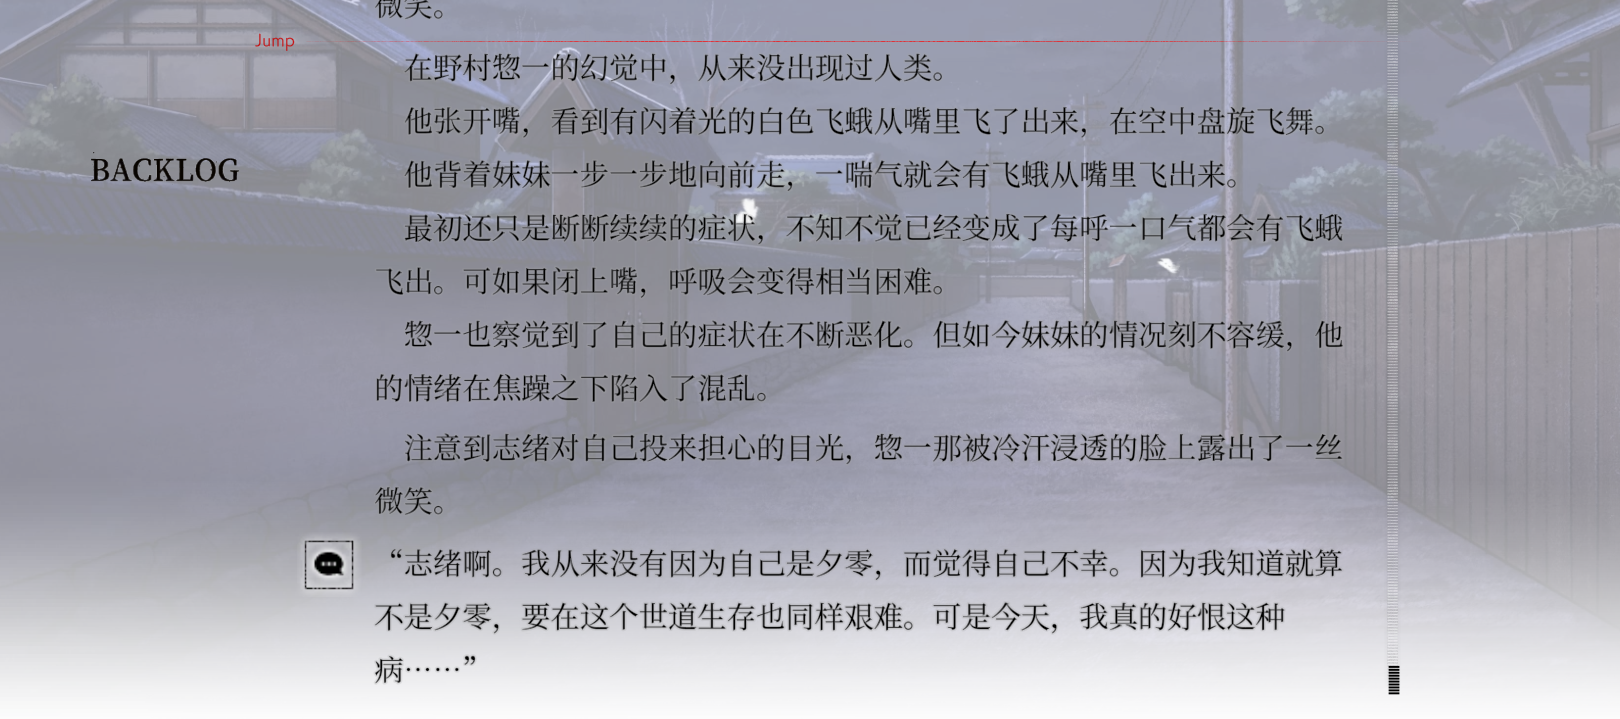 微笑。
Jump
在野村惣一的幻觉中，从来没出现过人类。
他张开嘴，看到有闪着光的白色飞蛾从嘴里飞了出来，在空中盘旋飞舞。
BACKLOG
他背着妹妹一步一步地向前走，一喘气就会有飞蛾从嘴里飞出来。
最初还只是断断续续的症状，不知不觉已经变成了每呼一口气都会有飞蛾
飞出。可如果闭上嘴，呼吸会变得相当困难。
惣一也察觉到了自己的症状在不断恶化。但如今妹妹的情况刻不容缓，他
的情绪在焦躁之下陷入了混乱。
注意到志绪对自己投来担心的目光，惣一那被冷汗浸透的脸上露出了一丝
微笑。
“志绪啊。我从来没有因为自己是夕零，而觉得自己不幸。因为我知道就算
不是夕零，要在这个世道生存也同样艰难。可是今天，我真的好恨这种
病……”